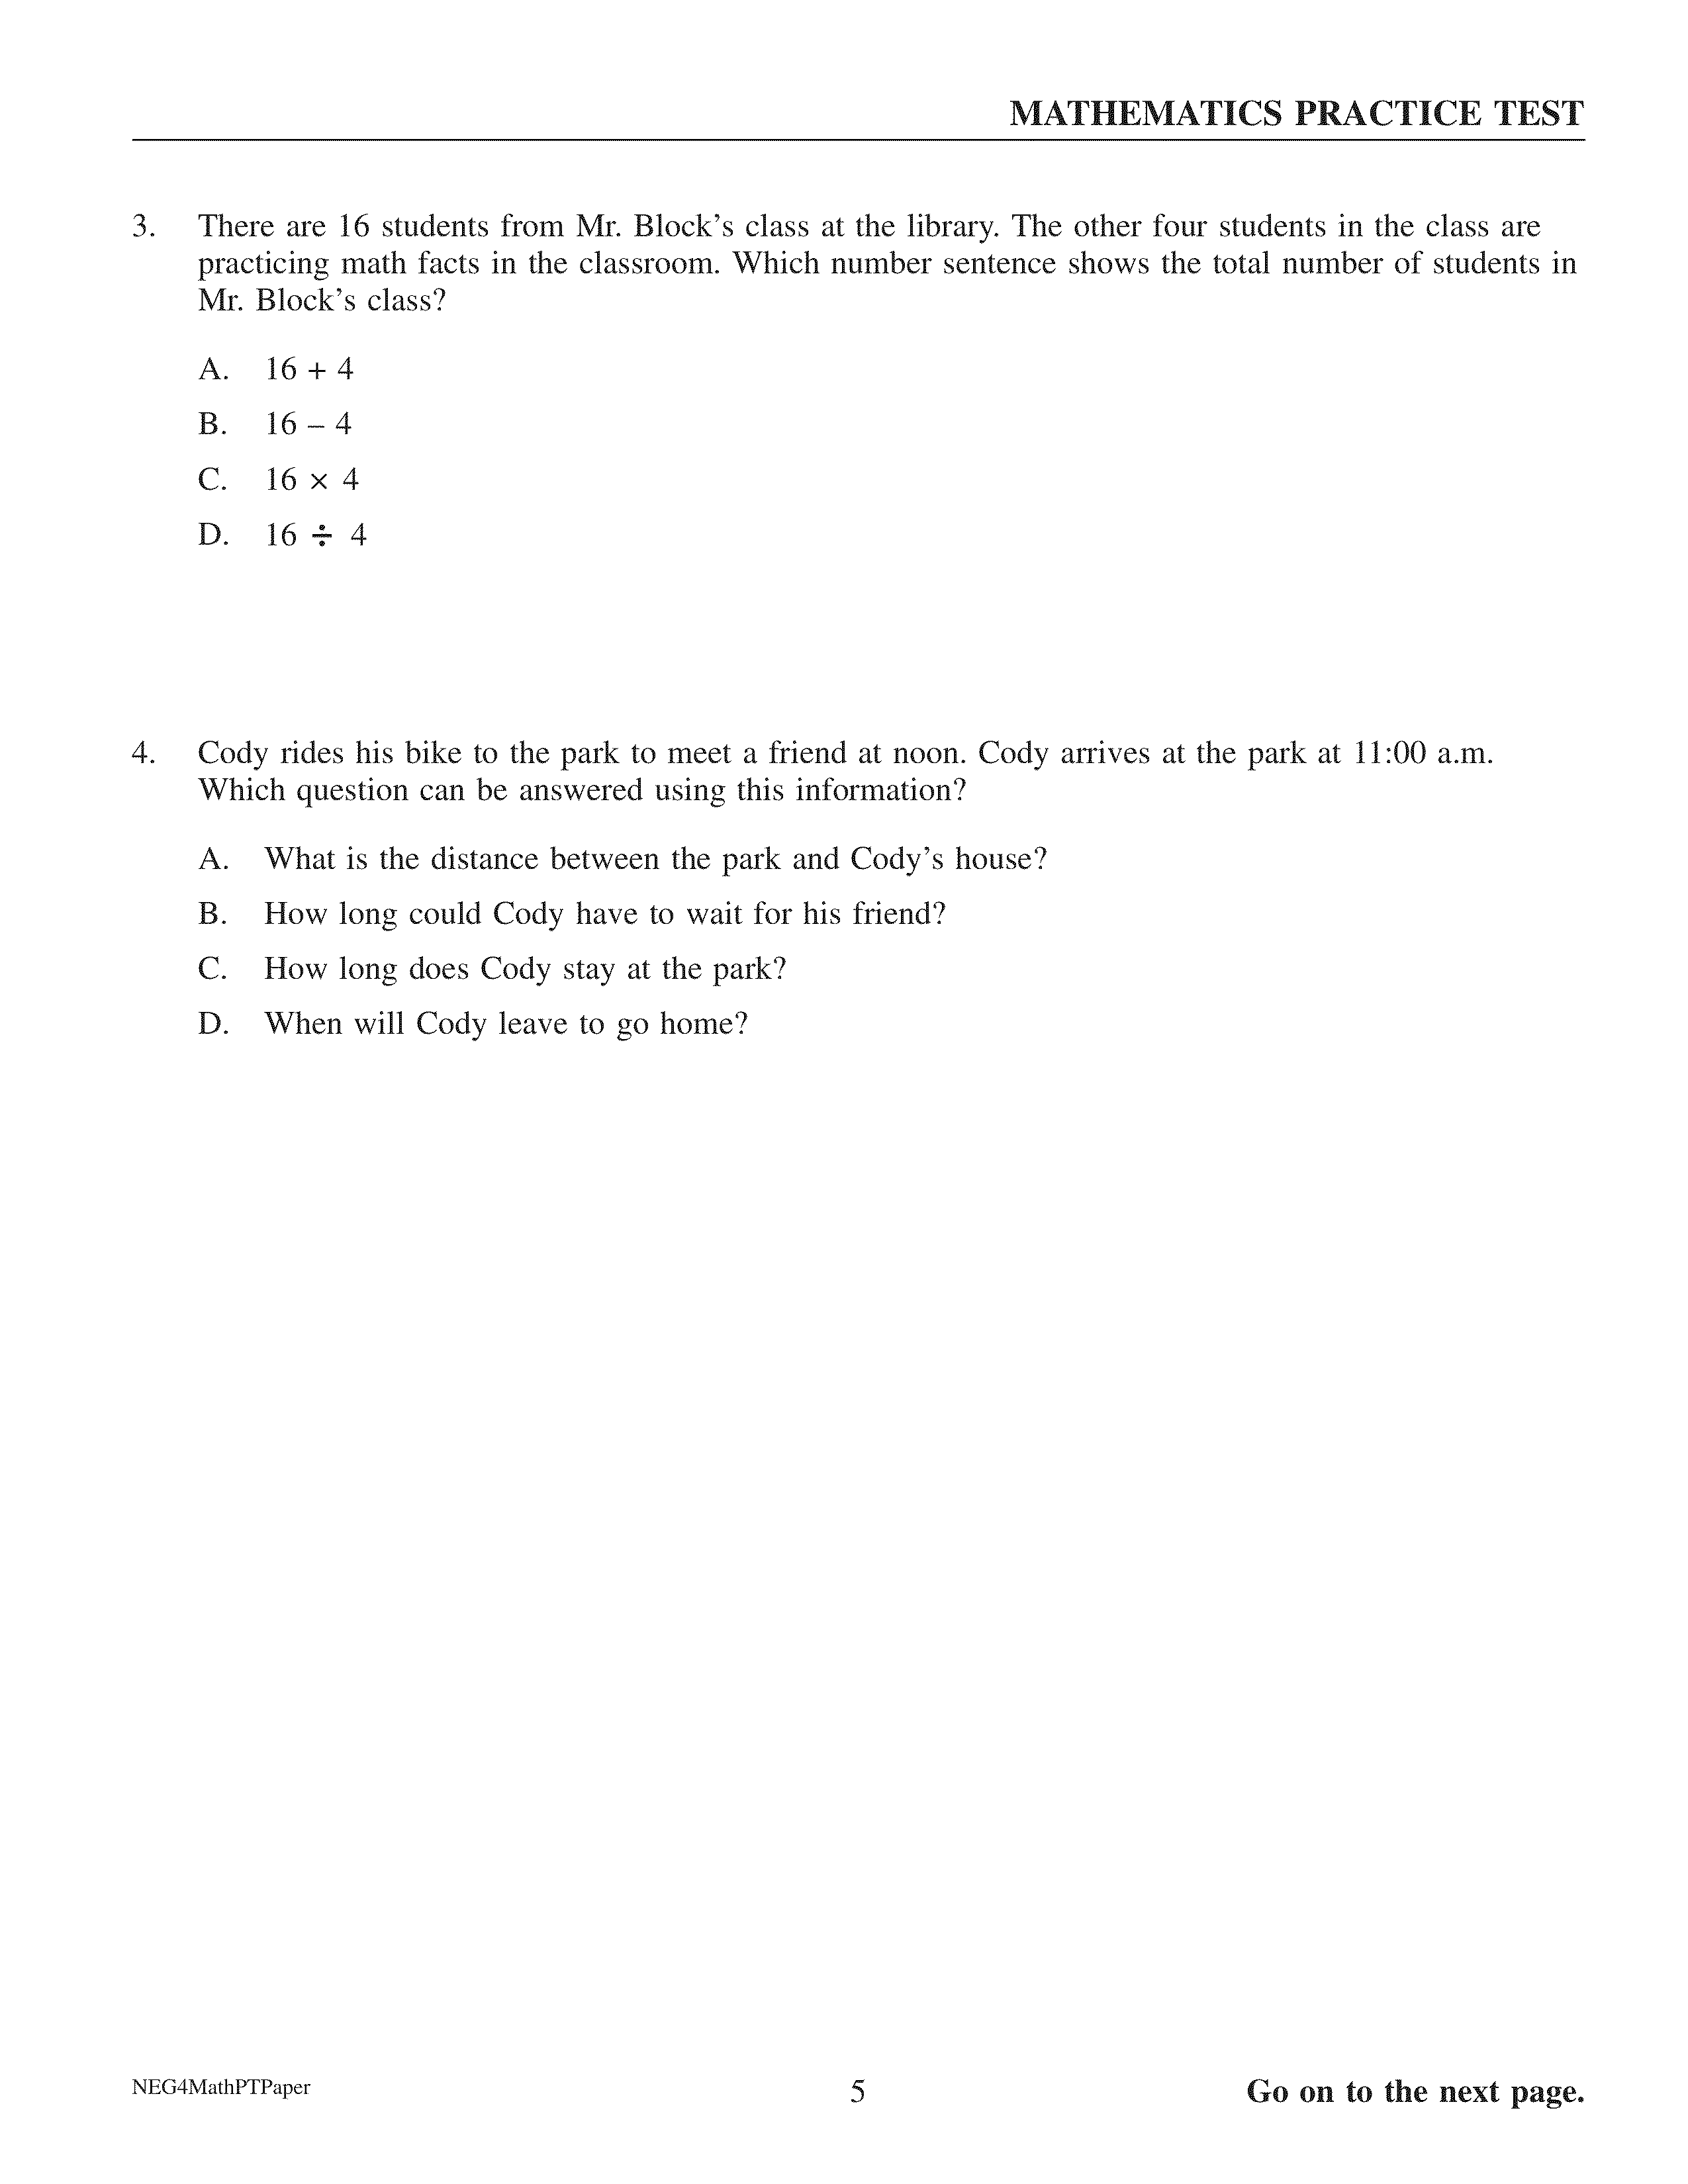 MATHEMATICS PRACTICE TEST
3. There are 16 students from Mr. Block’s class at the library. The other four students in the class are
practicing math facts in the classroom. Which number sentence shows the total number of students in
Mr. Block’s class?
A. 16 + 4
B. 16 – 4
C. 16 × 4
D. 16 ÷ 4
4. Cody rides his bike to the park to meet a friend at noon. Cody arrives at the park at 11:00 a.m.
Which question can be answered using this information?
A. What is the distance between the park and Cody’s house?
B. How long could Cody have to wait for his friend?
C. How long does Cody stay at the park?
D. When will Cody leave to go home?
NEG4MathPTPaper 5 Go on to the next page.